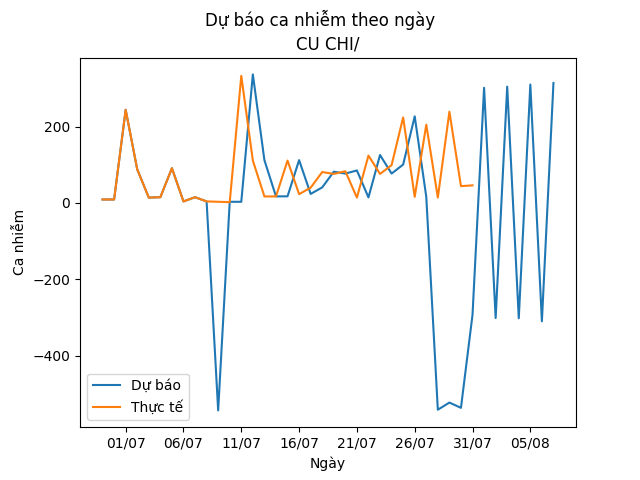 Dự báo ca nhiễm theo ngày
CU CHI/
Ca nhiễm
200
0
−200
−400
Dự báo
Thực tế
01/07 06/07 11/07 16/07 21/07 26/07 31/07 05/08
Ngày